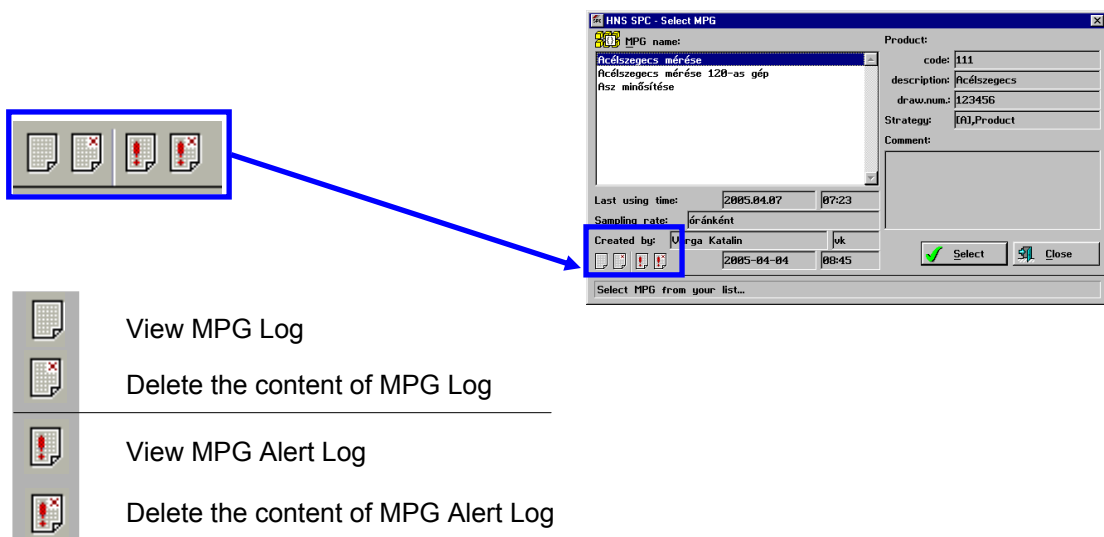 HNS SPC - Select MPG
MPG name:
Acélszegecs mérése
Acélszegecs mérése 120-as gép
Asz minősítése
Last using time: 2005.04.07 07:23
Sampling rate: óránként
Created by: Varga Katalin vk
2005-04-04 08:45
Product:
code: 111
description: Acélszegecs
draw.num.: 123456
Strategy: [A],Product
Comment:
Select Close
Select MPG from your list...
View MPG Log
Delete the content of MPG Log
View MPG Alert Log
Delete the content of MPG Alert Log